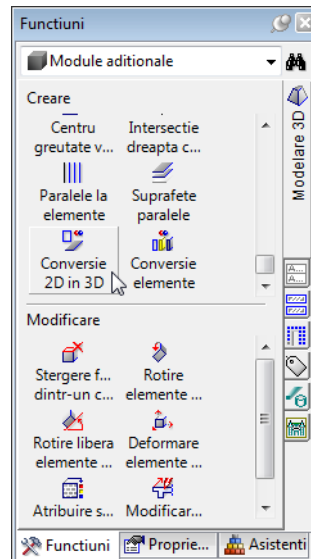 Functiuni
Module aditionale
Creare
Centru
greutate v...
Intersectie
dreapta c...
Paralele la
elemente
Suprafete
paralele
Conversie
2D in 3D
Conversie
elemente
Modificare
Stergere f...
dintr-un c...
Rotire
elemente ...
Rotire libera
elemente ...
Deformare
elemente ...
Atribuire s...
Modificar...
Modelare 3D
A...
A...
Functiuni
Proprie...
Asistenti